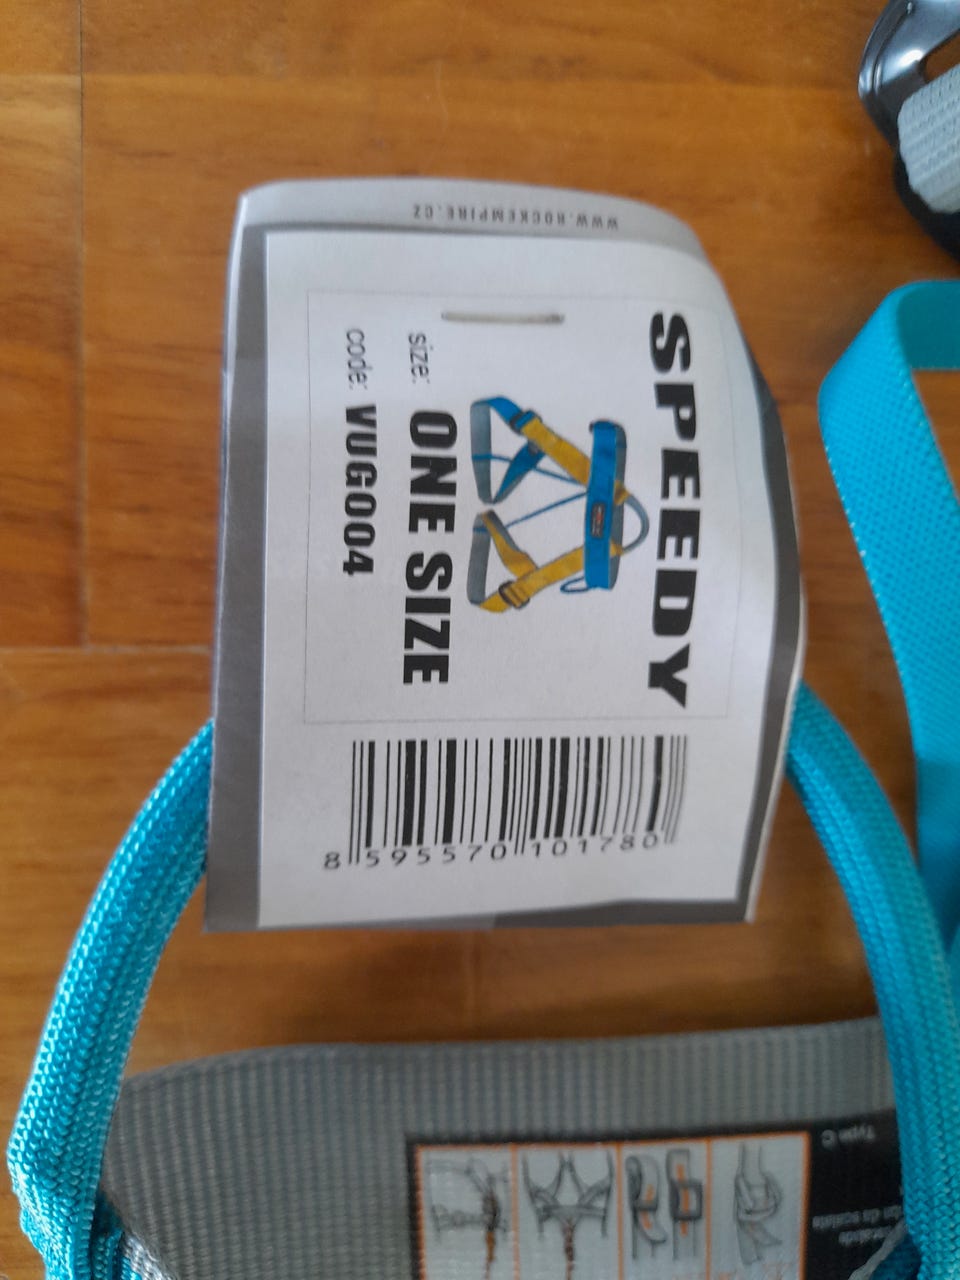 WWW.ROCKEMPIRE.CZ
SPEEDY
size: ONE SIZE
code: VUG004
8 595570 101780
Type C